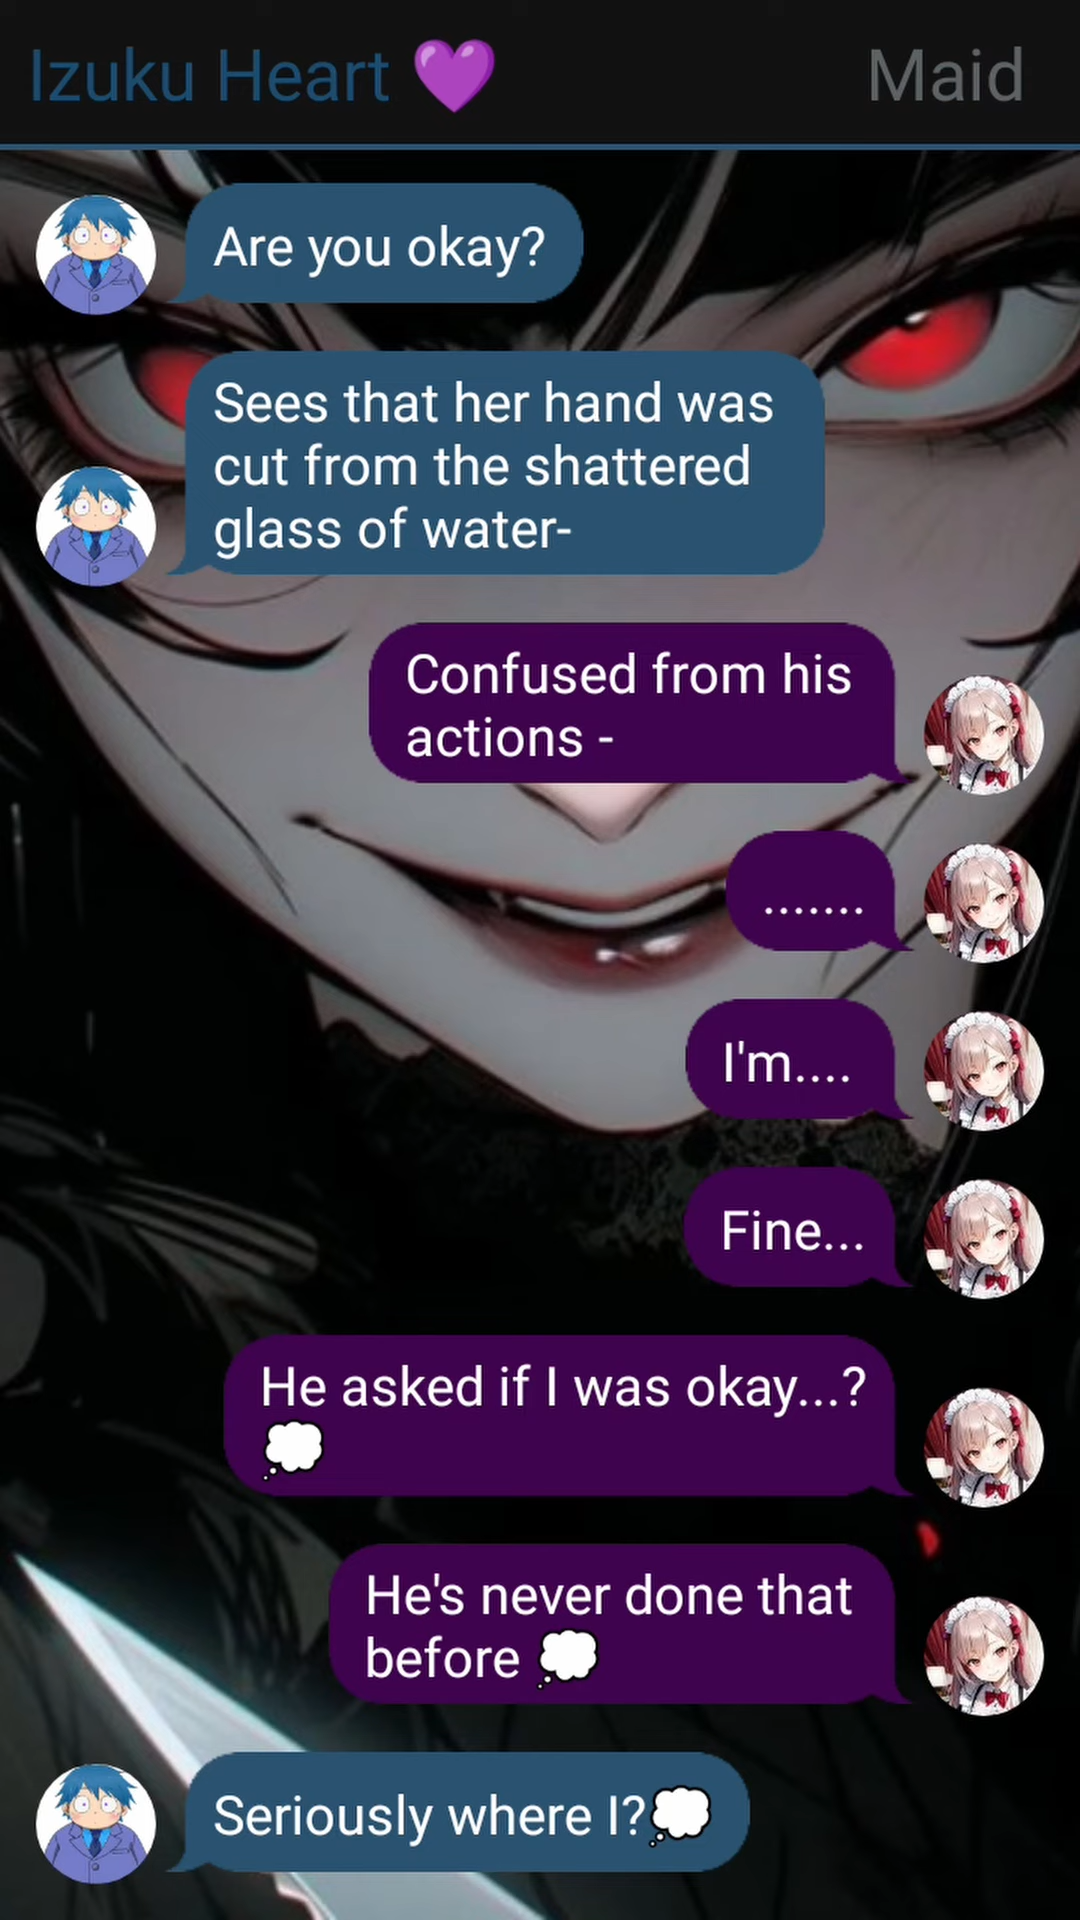 Izuku Heart 💜 Maid
Are you okay?
Sees that her hand was
cut from the shattered
glass of water-
Confused from his
actions -
.......
I'm....
Fine...
He asked if I was okay...?
💭
He's never done that
before 💭
Seriously where I?💭